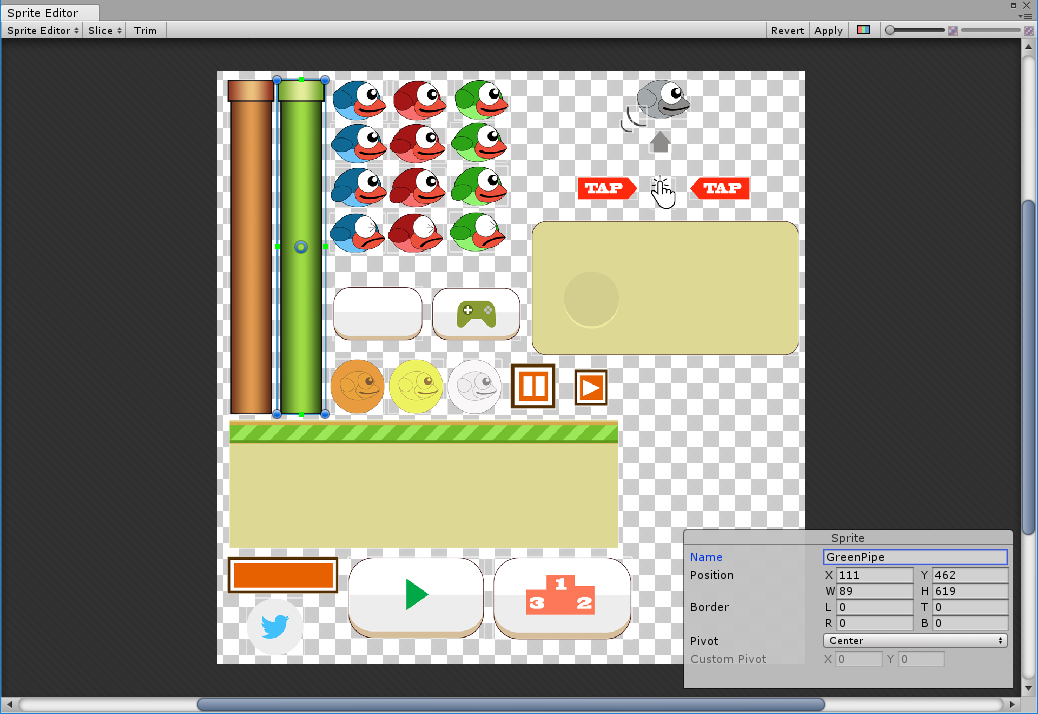 Sprite Editor
Sprite Editor Slice Trim Revert Apply
TAP TAP
1
3 2
Sprite
Name GreenPipe
Position X 111 Y 462
W 89 H 619
Border L 0 T 0
R 0 B 0
Pivot Center
Custom Pivot X 0 Y 0